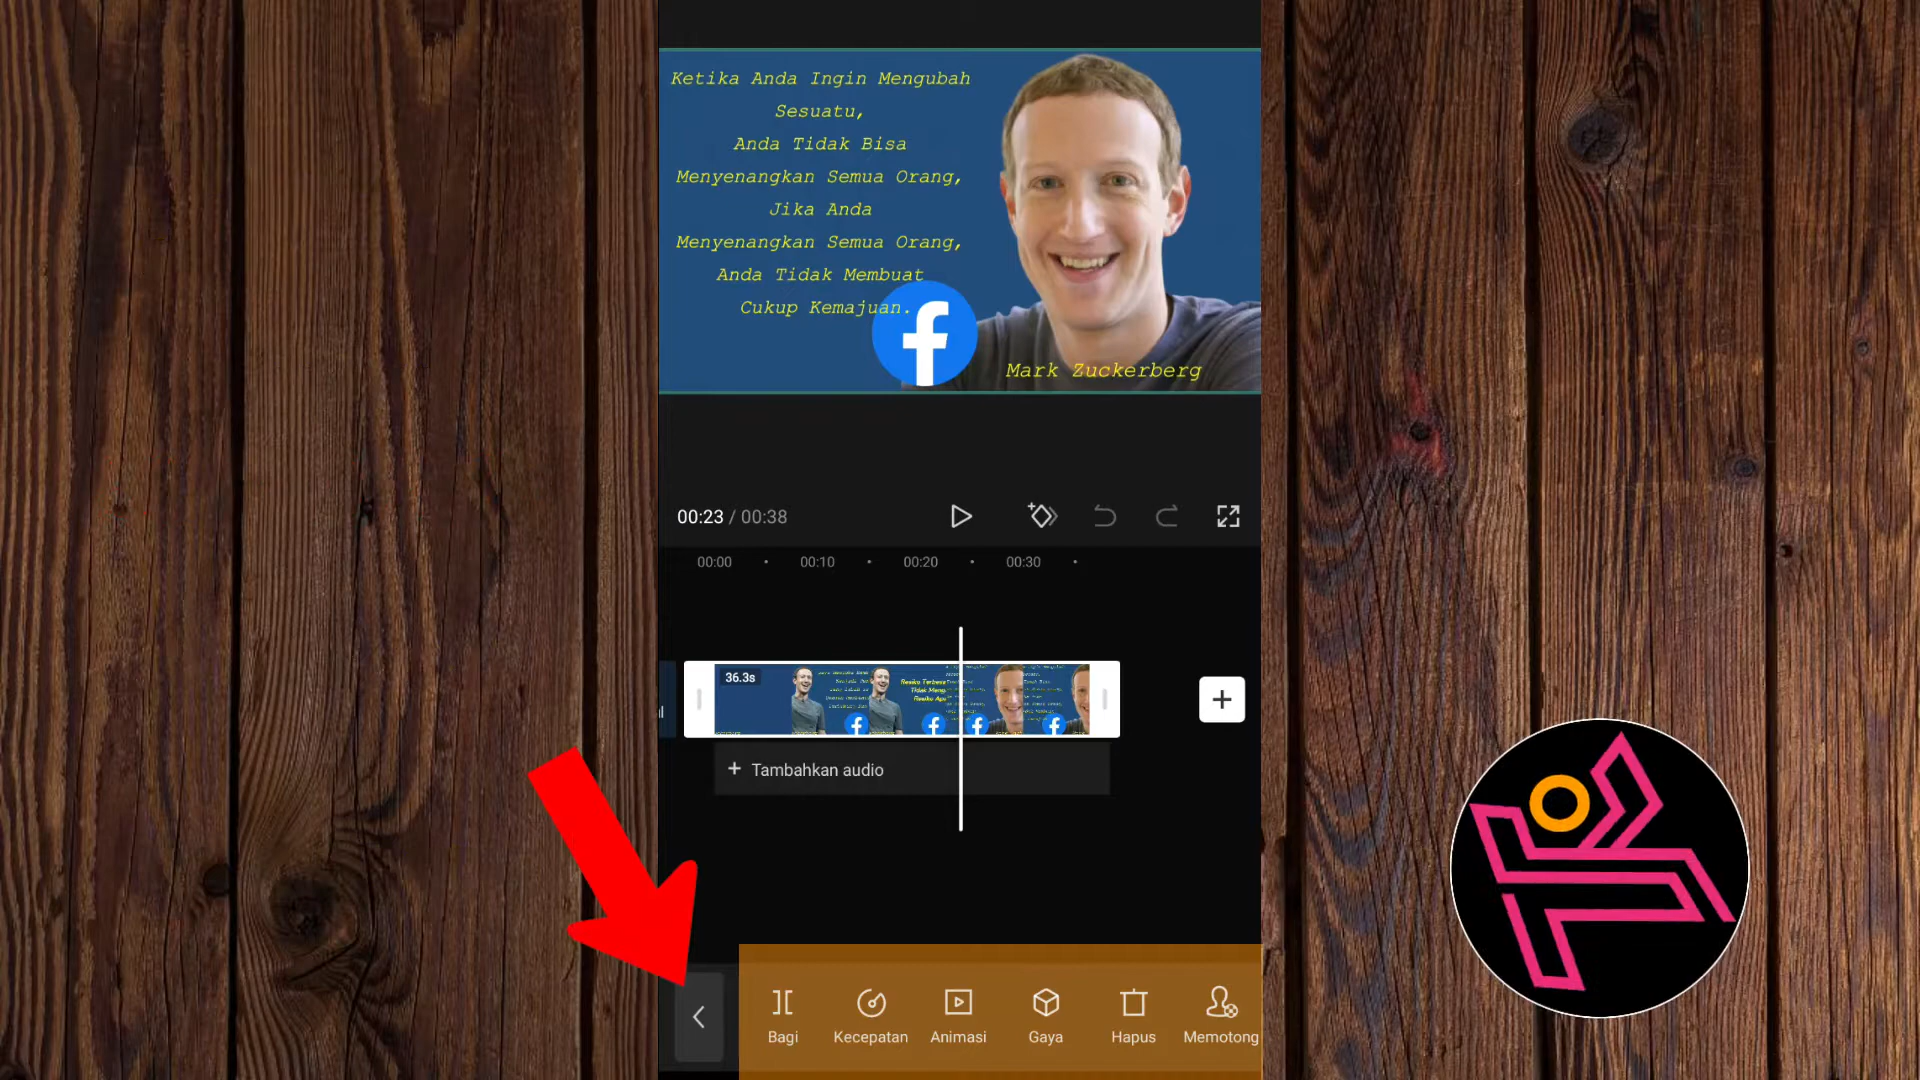 Ketika Anda Ingin Mengubah
Sesuatu,
Anda Tidak Bisa
Menyenangkan Semua Orang,
Jika Anda
Menyenangkan Semua Orang,
Anda Tidak Membuat
Cukup Kemajuan.
Mark Zuckerberg
00:23 / 00:38
00:00 00:10 00:20 00:30
36.3s
+ Tambahkan audio
Bagi Kecepatan Animasi Gaya Hapus Memotong